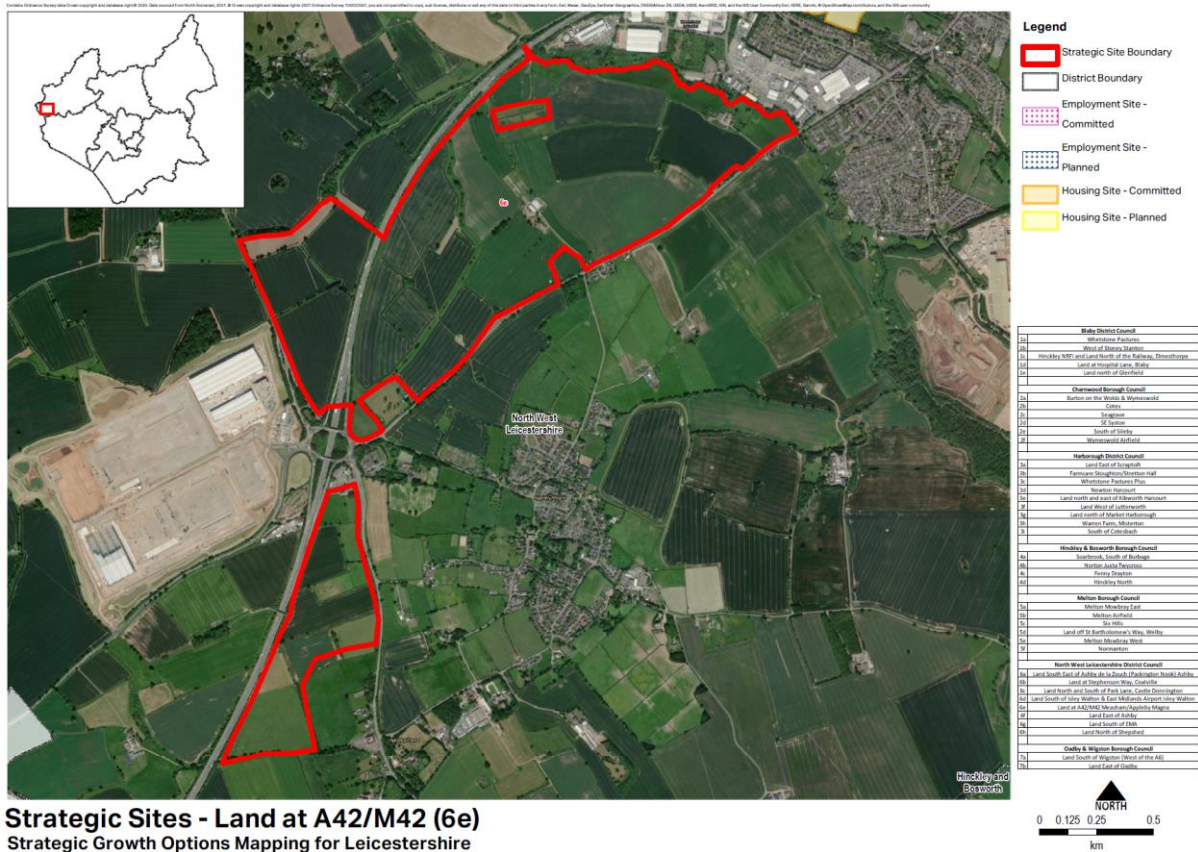 Legend
Strategic Site Boundary
District Boundary
Employment Site -
Committed
Employment Site -
Planned
Housing Site - Committed
Housing Site - Planned
6e
North West
Leicestershire
Hinckley and
Bosworth
Blaby District Council
1a Whetstone Pastures
1b West of Stoney Stanton
1c Hinckley NRFI and Land North of the Railway, Elmesthorpe
1d Land at Hospital Lane, Blaby
1e Land north of Glenfield
Charnwood Borough Council
2a Burton on the Wolds & Wymeswold
2b Cotes
2c Seagrave
2d SE Syston
2e South of Sileby
2f Wymeswold Airfield
Harborough District Council
3a Land East of Scraptoft
3b Farmcare Stoughton/Stretton Hall
3c Whetstone Pastures Plus
3d Newton Harcourt
3e Land north and east of Kibworth Harcourt
3f Land West of Lutterworth
3g Land north of Market Harborough
3h Warren Farm, Misterton
3i South of Cotesbach
Hinckley & Bosworth Borough Council
4a Soarbrook, South of Burbage
4b Norton Juxta Twycross
4c Fenny Drayton
4d Hinckley North
Melton Borough Council
5a Melton Mowbray East
5b Melton Airfield
5c Six Hills
5d Land off St Bartholomew's Way, Welby
5e Melton Mowbray West
5f Normanton
North West Leicestershire District Council
6a Land South East of Ashby de la Zouch (Packington Nook) Ashby
6b Land at Stephenson Way, Coalville
6c Land North and South of Park Lane, Castle Donnington
6d Land South of Isley Walton & East Midlands Airport Isley Walton
6e Land at A42/M42 Measham/Appleby Magna
6f Land East of Ashby
6g Land South of EMA
6h Land North of Shepshed
Oadby & Wigston Borough Council
7a Land South of Wigston (West of the A6)
7b Land East of Oadby
NORTH
0 0.125 0.25 0.5
km
Strategic Sites - Land at A42/M42 (6e)
Strategic Growth Options Mapping for Leicestershire